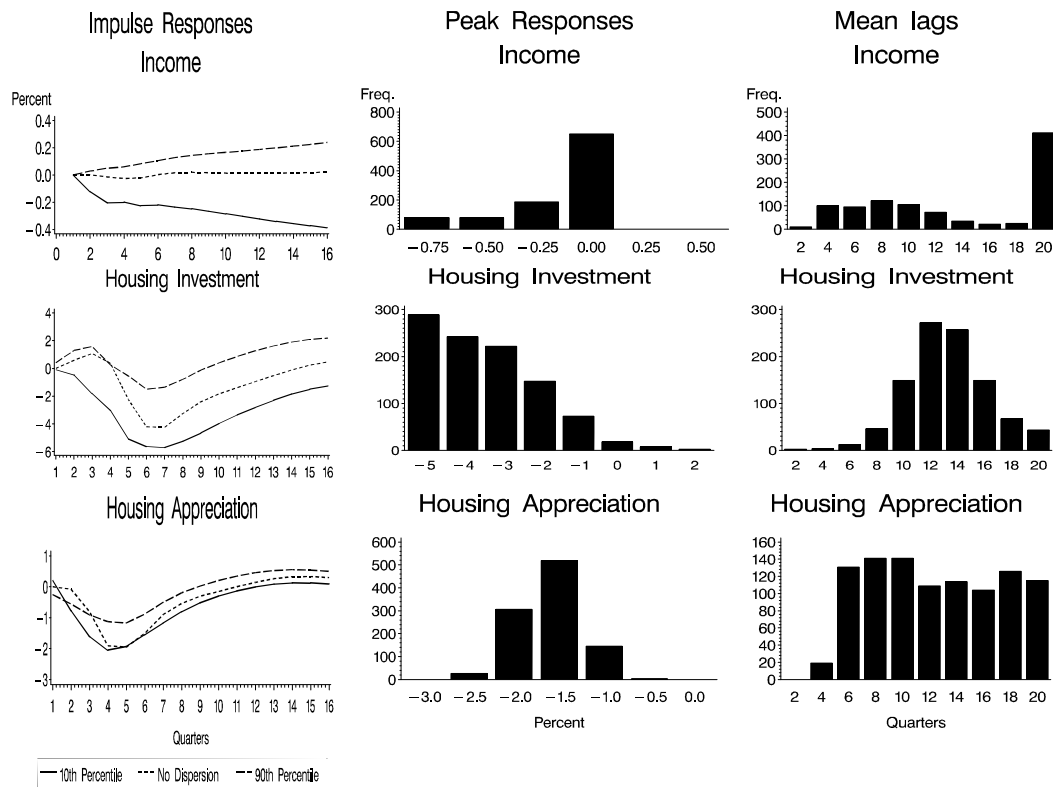 Impulse Responses
Income
Percent
0.4
0.2
0.0
−0.2
−0.4
0 2 4 6 8 10 12 14 16
Housing Investment
4
2
0
−2
−4
−6
1 2 3 4 5 6 7 8 9 10 11 12 13 14 15 16
Housing Appreciation
1
0
−1
−2
−3
1 2 3 4 5 6 7 8 9 10 11 12 13 14 15 16
Quarters
10th Percentile No Dispersion 90th Percentile
Peak Responses
Income
Freq.
800
600
400
200
0
−0.75 −0.50 −0.25 0.00 0.25 0.50
Housing Investment
300
200
100
0
−5 −4 −3 −2 −1 0 1 2
Housing Appreciation
600
500
400
300
200
100
0
−3.0 −2.5 −2.0 −1.5 −1.0 −0.5 0.0
Percent
Mean lags
Income
Freq.
500
400
300
200
100
0
2 4 6 8 10 12 14 16 18 20
Housing Investment
300
200
100
0
2 4 6 8 10 12 14 16 18 20
Housing Appreciation
160
140
120
100
80
60
40
20
0
2 4 6 8 10 12 14 16 18 20
Quarters